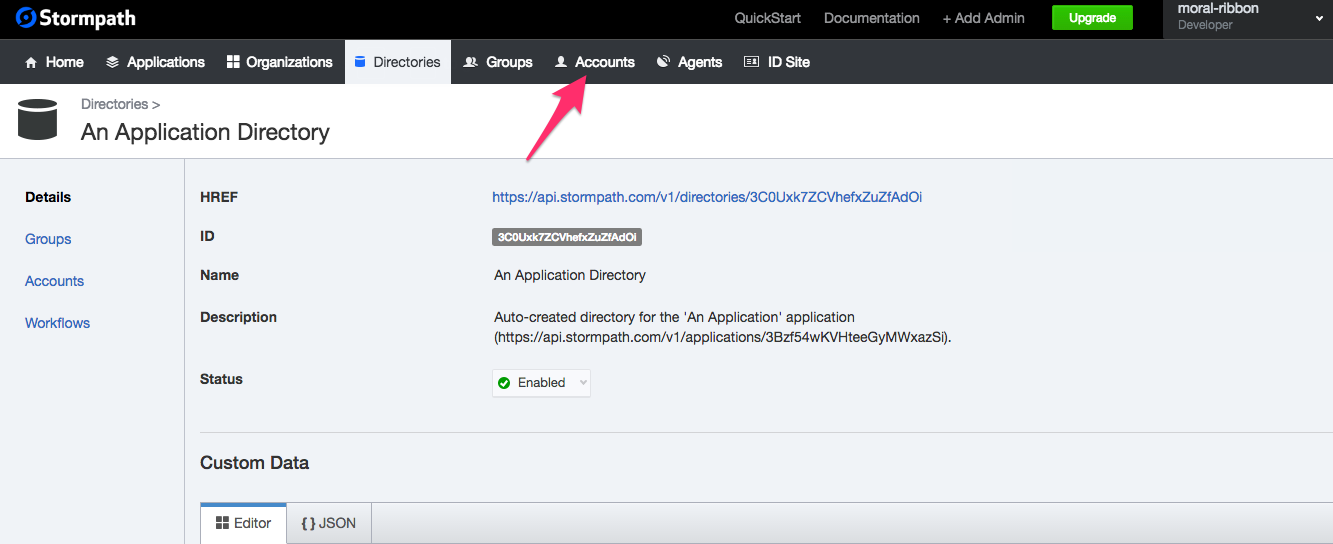 Stormpath
QuickStart Documentation + Add Admin Upgrade moral-ribbon
Developer
Home Applications Organizations Directories Groups Accounts Agents ID Site
Directories >
An Application Directory
Details
Groups
Accounts
Workflows
HREF https://api.stormpath.com/v1/directories/3C0Uxk7ZCVhefxZuZfAdOi
ID 3C0Uxk7ZCVhefxZuZfAdOi
Name An Application Directory
Description Auto-created directory for the 'An Application' application
(https://api.stormpath.com/v1/applications/3Bzf54wKVHteeGyMWxazSi).
Status Enabled
Custom Data
Editor { } JSON